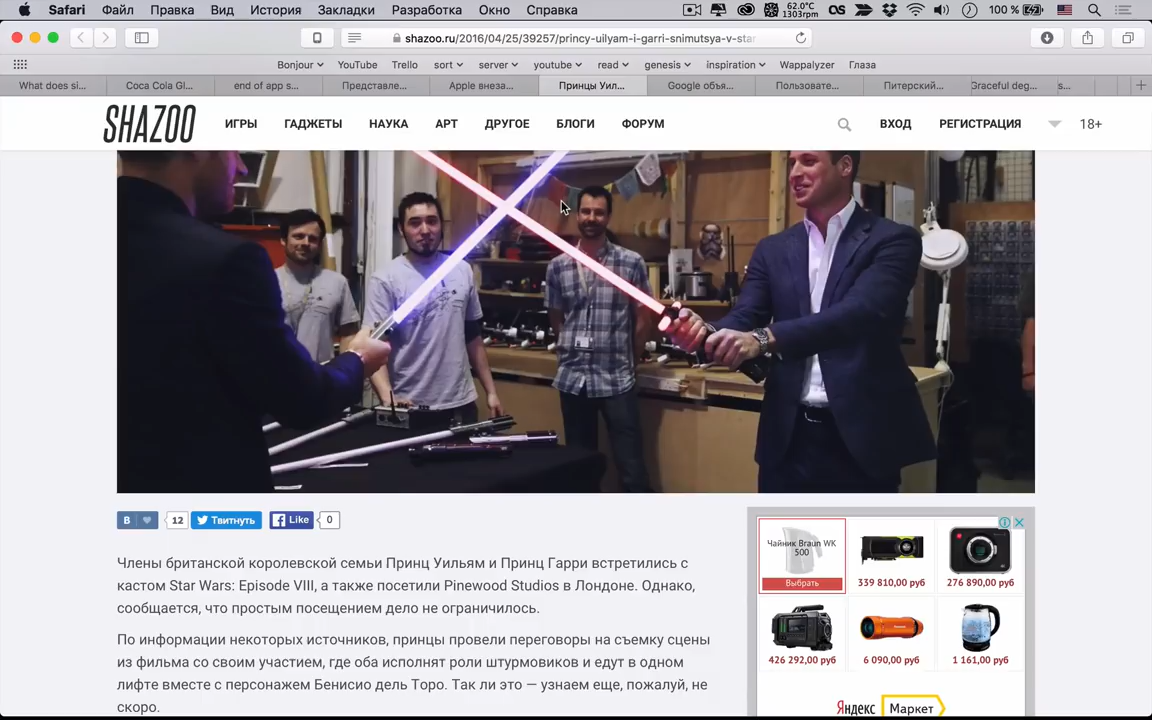 Safari Файл Правка Вид История Закладки Разработка Окно Справка 62.0°C 1303rpm 100 %
shazoo.ru/2016/04/25/39257/princy-uilyam-i-garri-snimutsya-v-star
Bonjour YouTube Trello sort server youtube read genesis inspiration Wappalyzer Глаза
What does si... Coca Cola Gl... end of app s... Представле... Apple внеза... Принцы Уил... Google объя... Пользовате... Питерский... Graceful deg... s...
SHAZOO ИГРЫ ГАДЖЕТЫ НАУКА АРТ ДРУГОЕ БЛОГИ ФОРУМ ВХОД РЕГИСТРАЦИЯ 18+
B 12 Твитнуть Like 0
Члены британской королевской семьи Принц Уильям и Принц Гарри встретились с
кастом Star Wars: Episode VIII, а также посетили Pinewood Studios в Лондоне. Однако,
сообщается, что простым посещением дело не ограничилось.
По информации некоторых источников, принцы провели переговоры на съемку сцены
из фильма со своим участием, где оба исполнят роли штурмовиков и едут в одном
лифте вместе с персонажем Бенисио дель Торо. Так ли это — узнаем еще, пожалуй, не
скоро.
Чайник Braun WK
500
Выбрать
339 810,00 руб
276 890,00 руб
426 292,00 руб
6 090,00 руб
1 161,00 руб
Яндекс Маркет